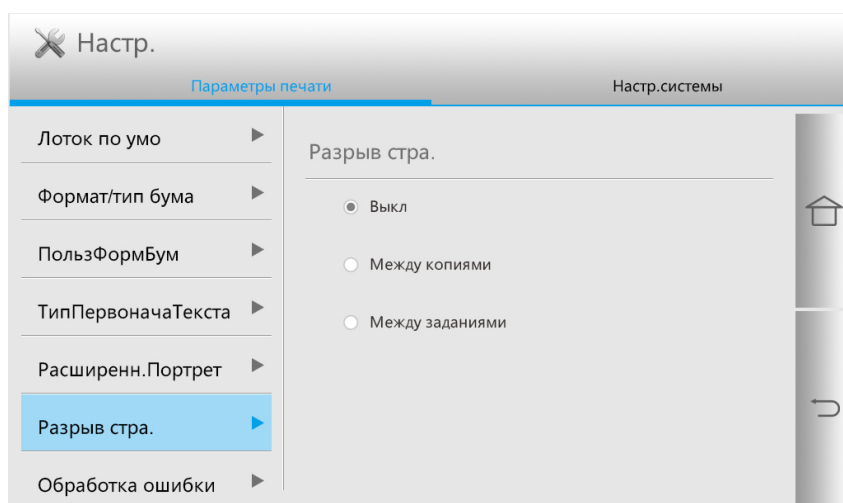 Настр.
Параметры печати
Настр.системы
Лоток по умо
Формат/тип бума
ПользФормБум
ТипПервоначаТекста
Расширенн.Портрет
Разрыв стра.
Обработка ошибки
Разрыв стра.
Выкл
Между копиями
Между заданиями